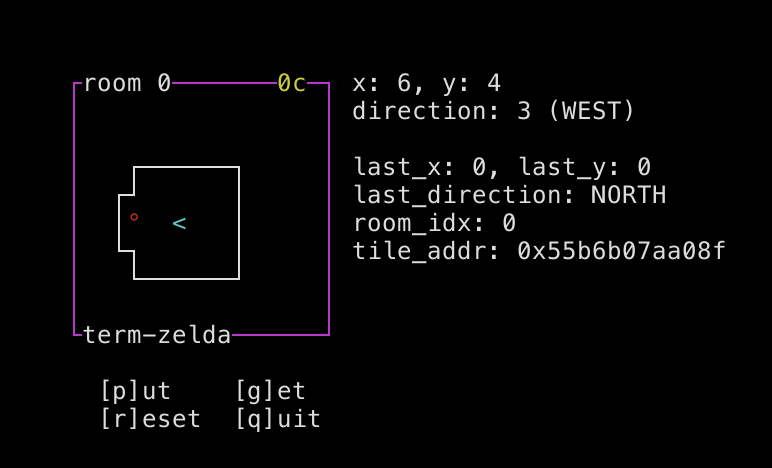 room 0 0c
x: 6, y: 4
direction: 3 (WEST)
last_x: 0, last_y: 0
last_direction: NORTH
room_idx: 0
tile_addr: 0x55b6b07aa08f
<
term-zelda
[p]ut [g]et
[r]eset [q]uit